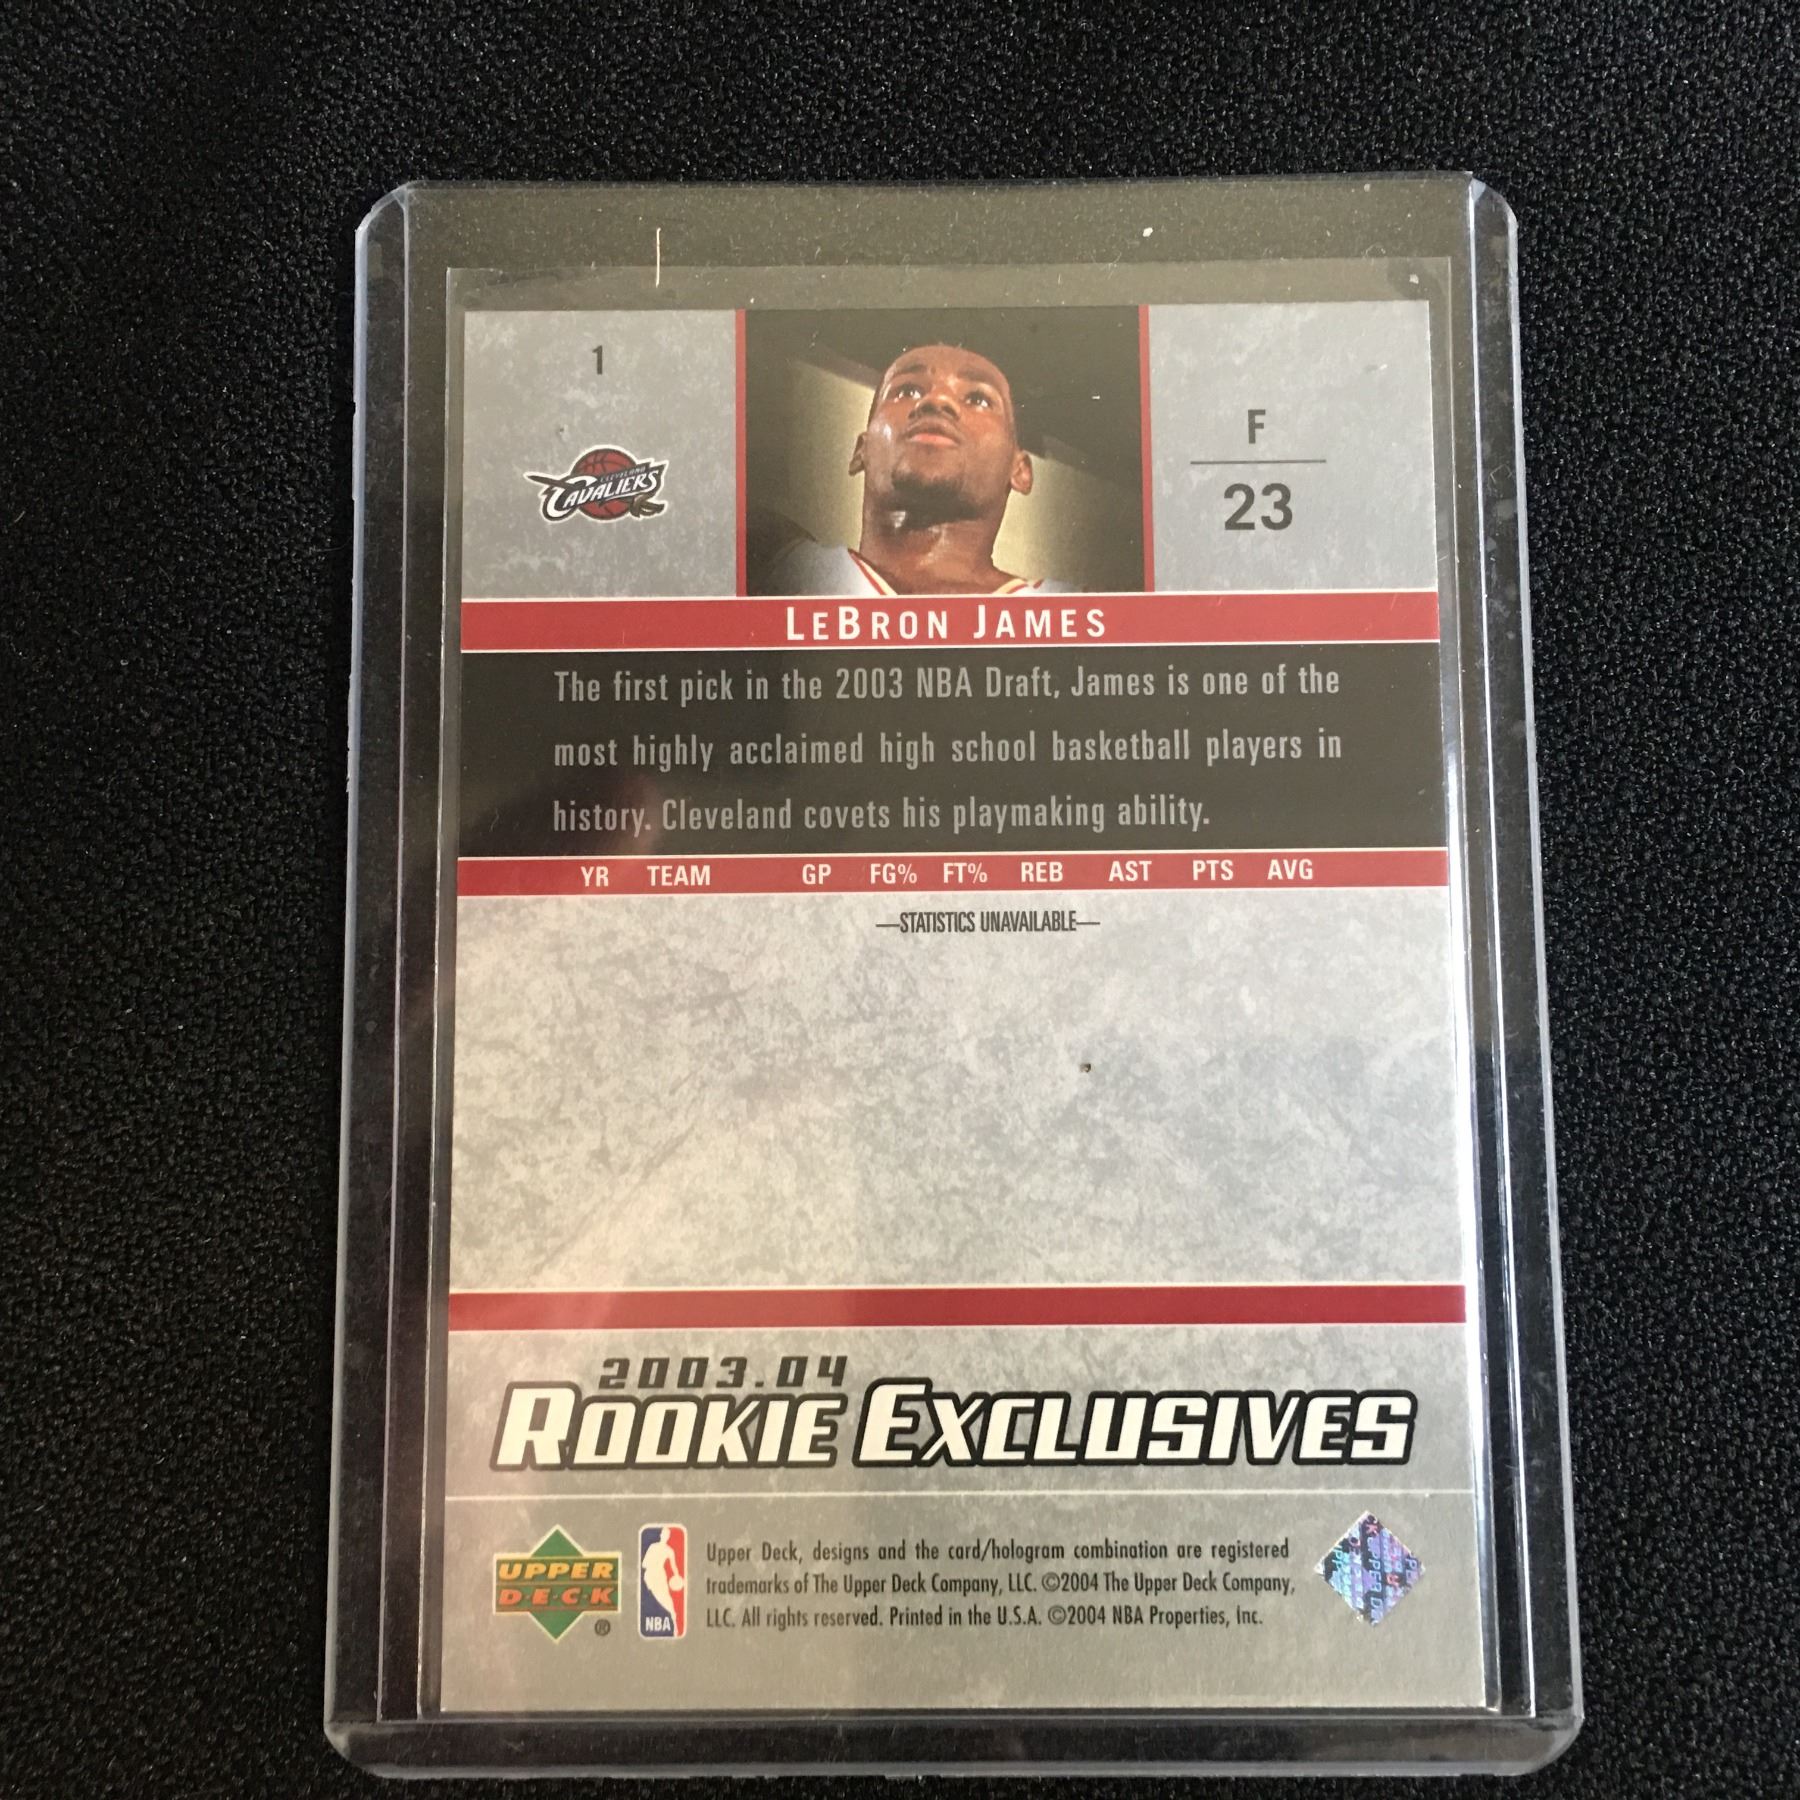 1
CLEVELAND
CAVALIERS
F
23
LEBRON JAMES
The first pick in the 2003 NBA Draft, James is one of the
most highly acclaimed high school basketball players in
history. Cleveland covets his playmaking ability.
YR TEAM GP FG% FT% REB AST PTS AVG
—STATISTICS UNAVAILABLE—
2003.04
ROOKIE EXCLUSIVES
UPPER
D·E·C·K
®
NBA
Upper Deck, designs and the card/hologram combination are registered
trademarks of The Upper Deck Company, LLC. ©2004 The Upper Deck Company,
LLC. All rights reserved. Printed in the U.S.A. ©2004 NBA Properties, Inc.